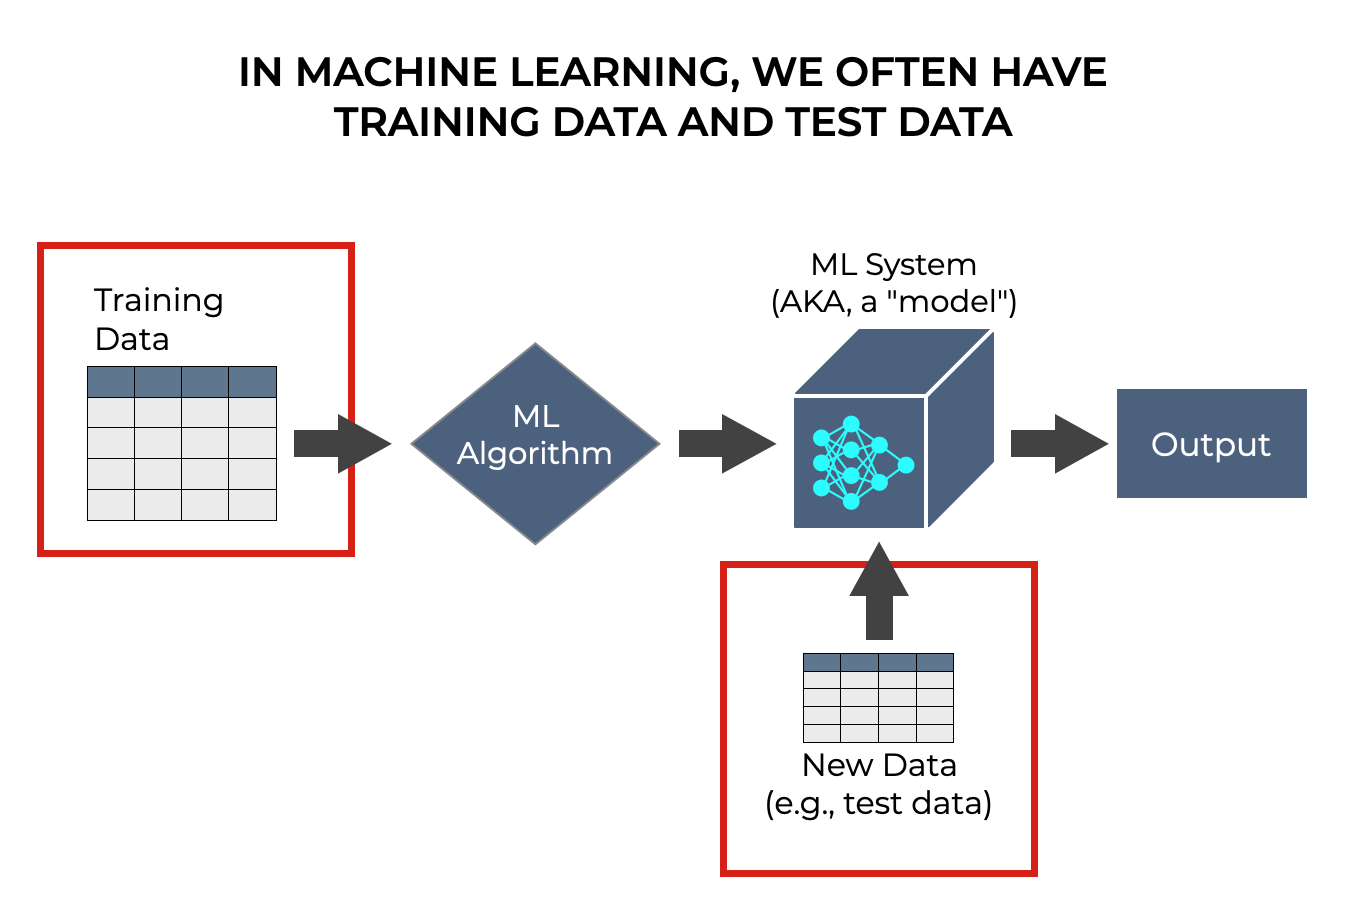 IN MACHINE LEARNING, WE OFTEN HAVE
TRAINING DATA AND TEST DATA
Training
Data
ML
Algorithm
ML System
(AKA, a "model")
Output
New Data
(e.g., test data)